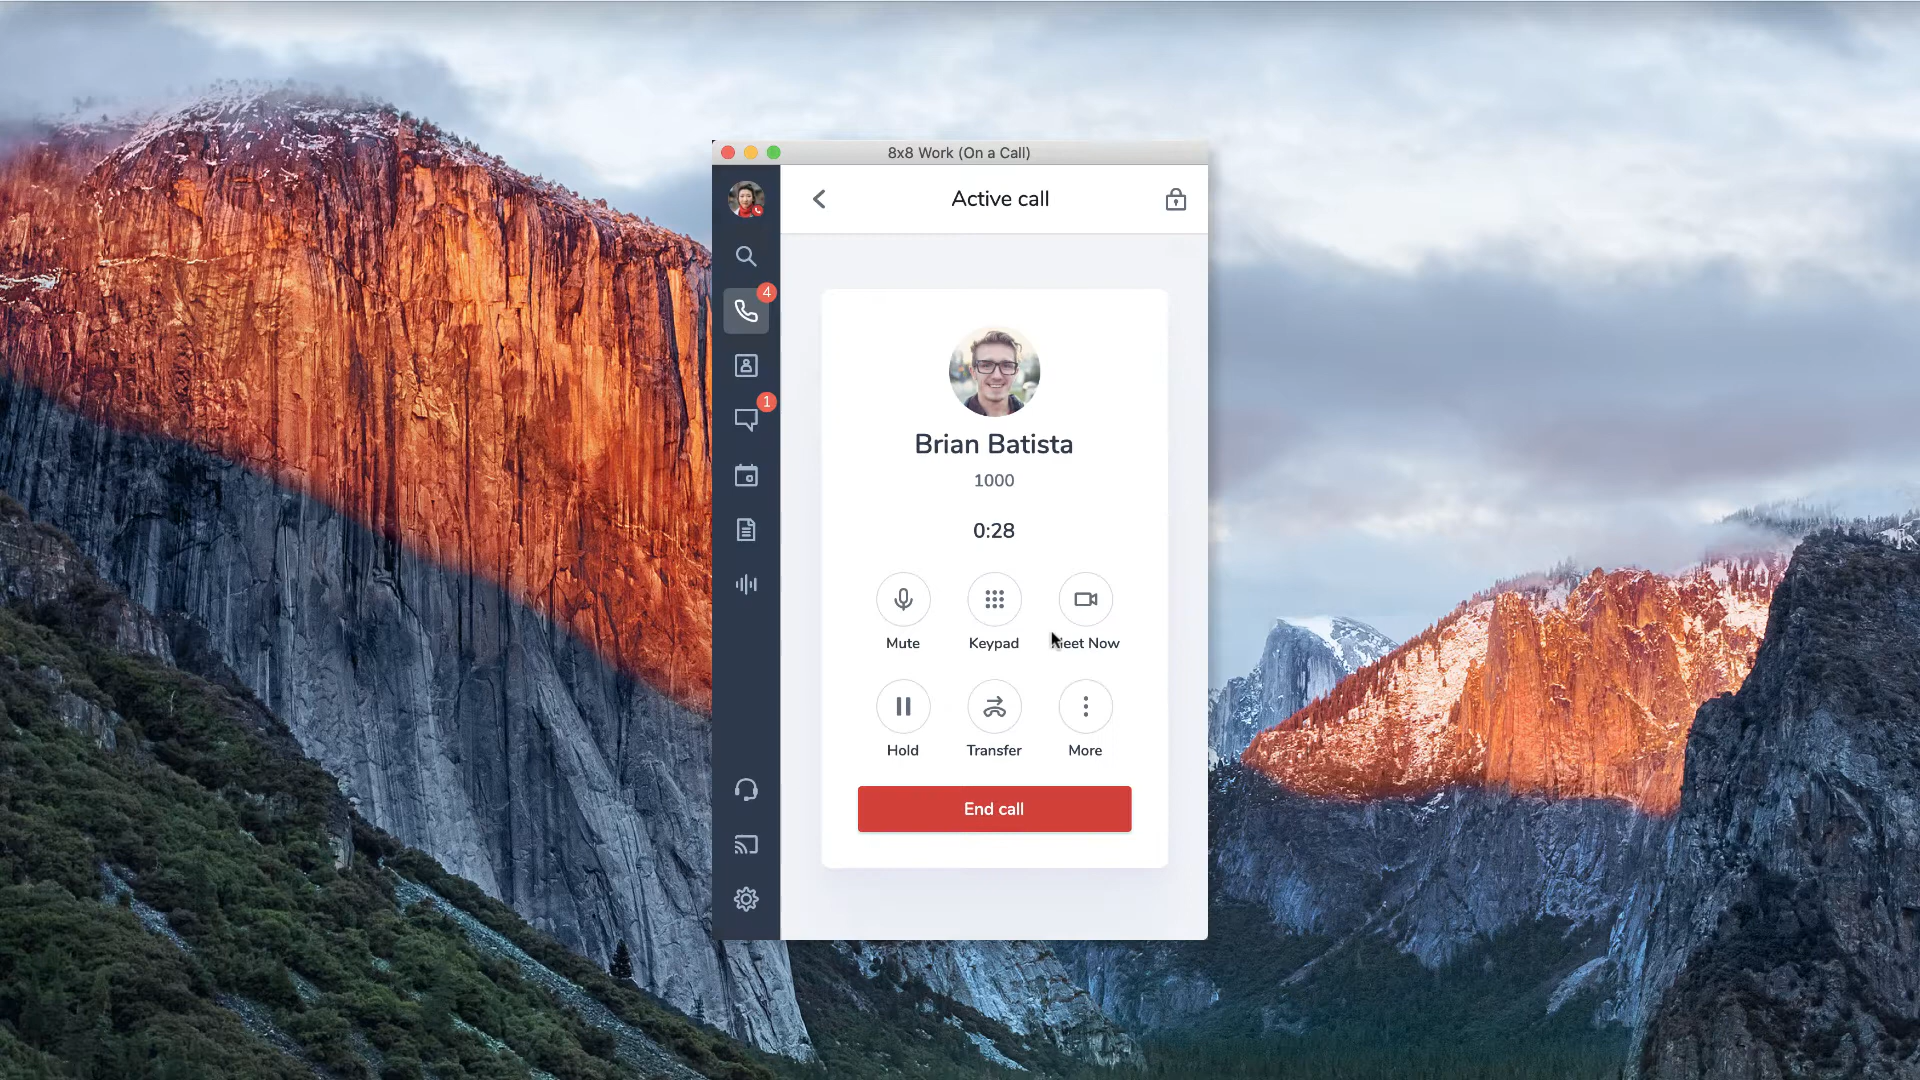 8x8 Work (On a Call)
Active call
4
1
Brian Batista
1000
0:28
Mute
Keypad
eet Now
Hold
Transfer
More
End call